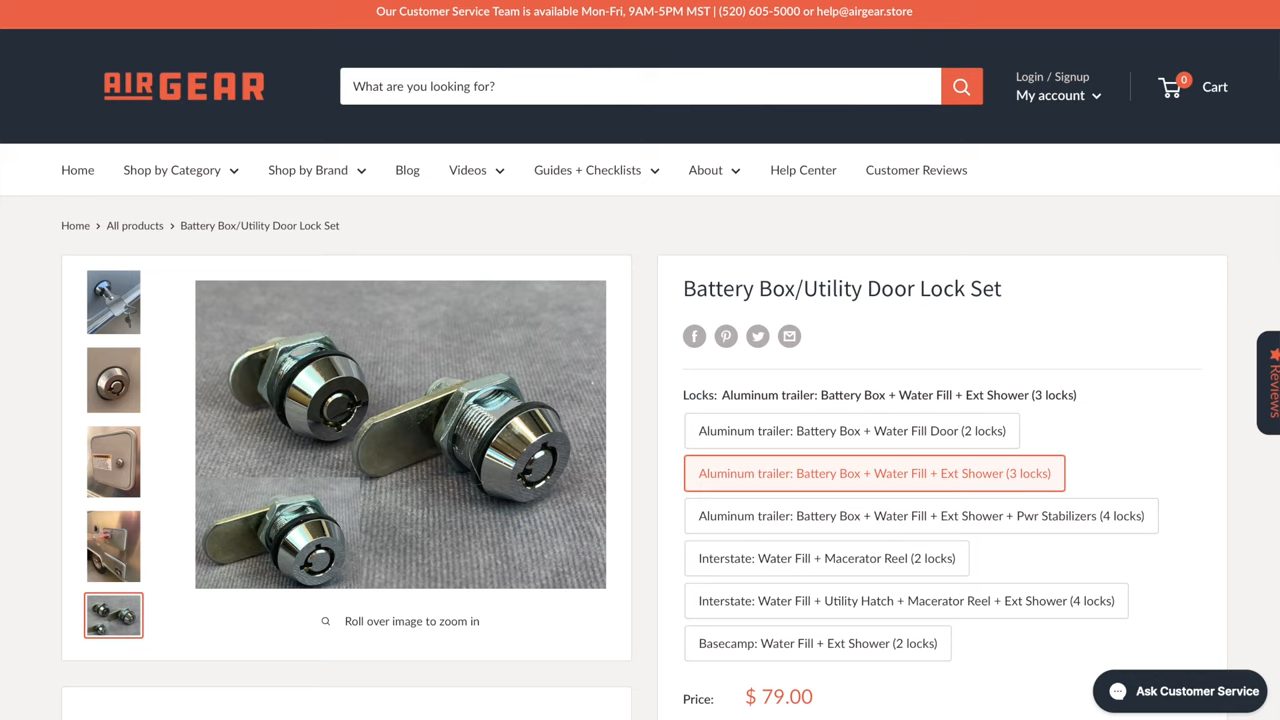 Our Customer Service Team is available Mon-Fri, 9AM-5PM MST | (520) 605-5000 or help@airgear.store
AIRGEAR
What are you looking for?
Login / Signup
My account
0
Cart
Home
Shop by Category
Shop by Brand
Blog
Videos
Guides + Checklists
About
Help Center
Customer Reviews
Home > All products > Battery Box/Utility Door Lock Set
Battery Box/Utility Door Lock Set
Locks: Aluminum trailer: Battery Box + Water Fill + Ext Shower (3 locks)
Aluminum trailer: Battery Box + Water Fill Door (2 locks)
Aluminum trailer: Battery Box + Water Fill + Ext Shower (3 locks)
Aluminum trailer: Battery Box + Water Fill + Ext Shower + Pwr Stabilizers (4 locks)
Interstate: Water Fill + Macerator Reel (2 locks)
Interstate: Water Fill + Utility Hatch + Macerator Reel + Ext Shower (4 locks)
Basecamp: Water Fill + Ext Shower (2 locks)
Price: $ 79.00
Roll over image to zoom in
Reviews
Ask Customer Service